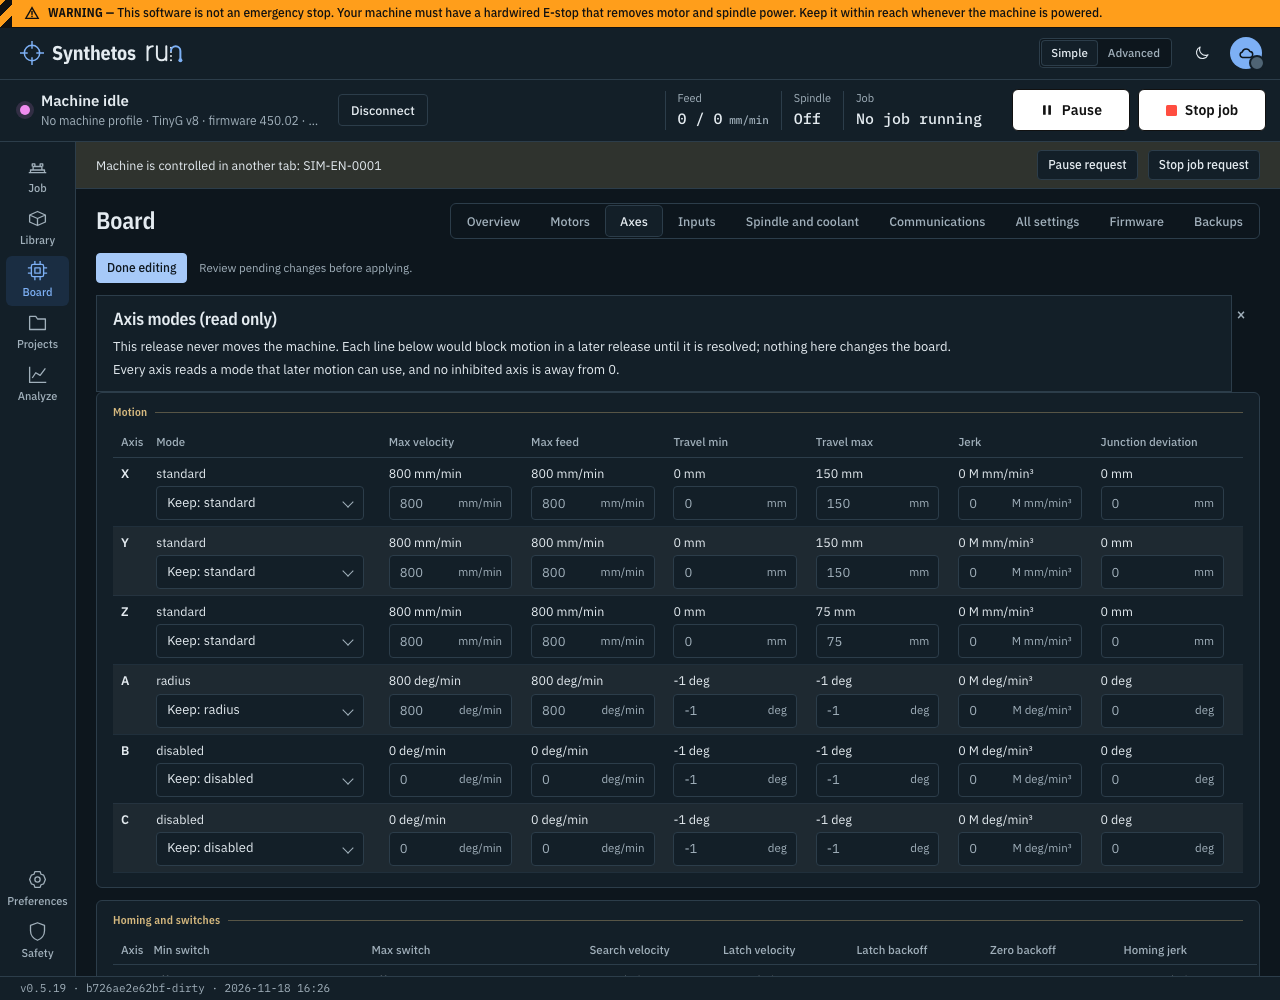 WARNING — This software is not an emergency stop. Your machine must have a hardwired E-stop that removes motor and spindle power. Keep it within reach whenever the machine is powered.
Synthetos run
Simple Advanced
Machine idle
No machine profile · TinyG v8 · firmware 450.02 · ...
Disconnect
Feed
0 / 0 mm/min
Spindle
Off
Job
No job running
Pause
Stop job
Job
Library
Board
Projects
Analyze
Preferences
Safety
Machine is controlled in another tab: SIM-EN-0001
Pause request
Stop job request
Board
Overview Motors Axes Inputs Spindle and coolant Communications All settings Firmware Backups
Done editing Review pending changes before applying.
Axis modes (read only)
×
This release never moves the machine. Each line below would block motion in a later release until it is resolved; nothing here changes the board.
Every axis reads a mode that later motion can use, and no inhibited axis is away from 0.
Motion
Axis Mode Max velocity Max feed Travel min Travel max Jerk Junction deviation
X standard 800 mm/min 800 mm/min 0 mm 150 mm 0 M mm/min³ 0 mm
Keep: standard 800 mm/min 800 mm/min 0 mm 150 mm 0 M mm/min³ 0 mm
Y standard 800 mm/min 800 mm/min 0 mm 150 mm 0 M mm/min³ 0 mm
Keep: standard 800 mm/min 800 mm/min 0 mm 150 mm 0 M mm/min³ 0 mm
Z standard 800 mm/min 800 mm/min 0 mm 75 mm 0 M mm/min³ 0 mm
Keep: standard 800 mm/min 800 mm/min 0 mm 75 mm 0 M mm/min³ 0 mm
A radius 800 deg/min 800 deg/min -1 deg -1 deg 0 M deg/min³ 0 deg
Keep: radius 800 deg/min 800 deg/min -1 deg -1 deg 0 M deg/min³ 0 deg
B disabled 0 deg/min 0 deg/min -1 deg -1 deg 0 M deg/min³ 0 deg
Keep: disabled 0 deg/min 0 deg/min -1 deg -1 deg 0 M deg/min³ 0 deg
C disabled 0 deg/min 0 deg/min -1 deg -1 deg 0 M deg/min³ 0 deg
Keep: disabled 0 deg/min 0 deg/min -1 deg -1 deg 0 M deg/min³ 0 deg
Homing and switches
Axis Min switch Max switch Search velocity Latch velocity Latch backoff Zero backoff Homing jerk
v0.5.19 · b726ae2e62bf-dirty · 2026-11-18 16:26